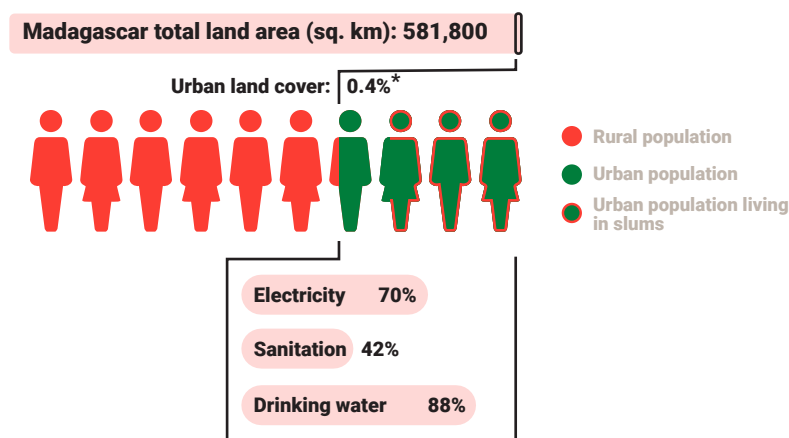 Madagascar total land area (sq. km): 581,800
Urban land cover: 0.4%*
Rural population
Urban population
Urban population living
in slums
Electricity 70%
Sanitation 42%
Drinking water 88%